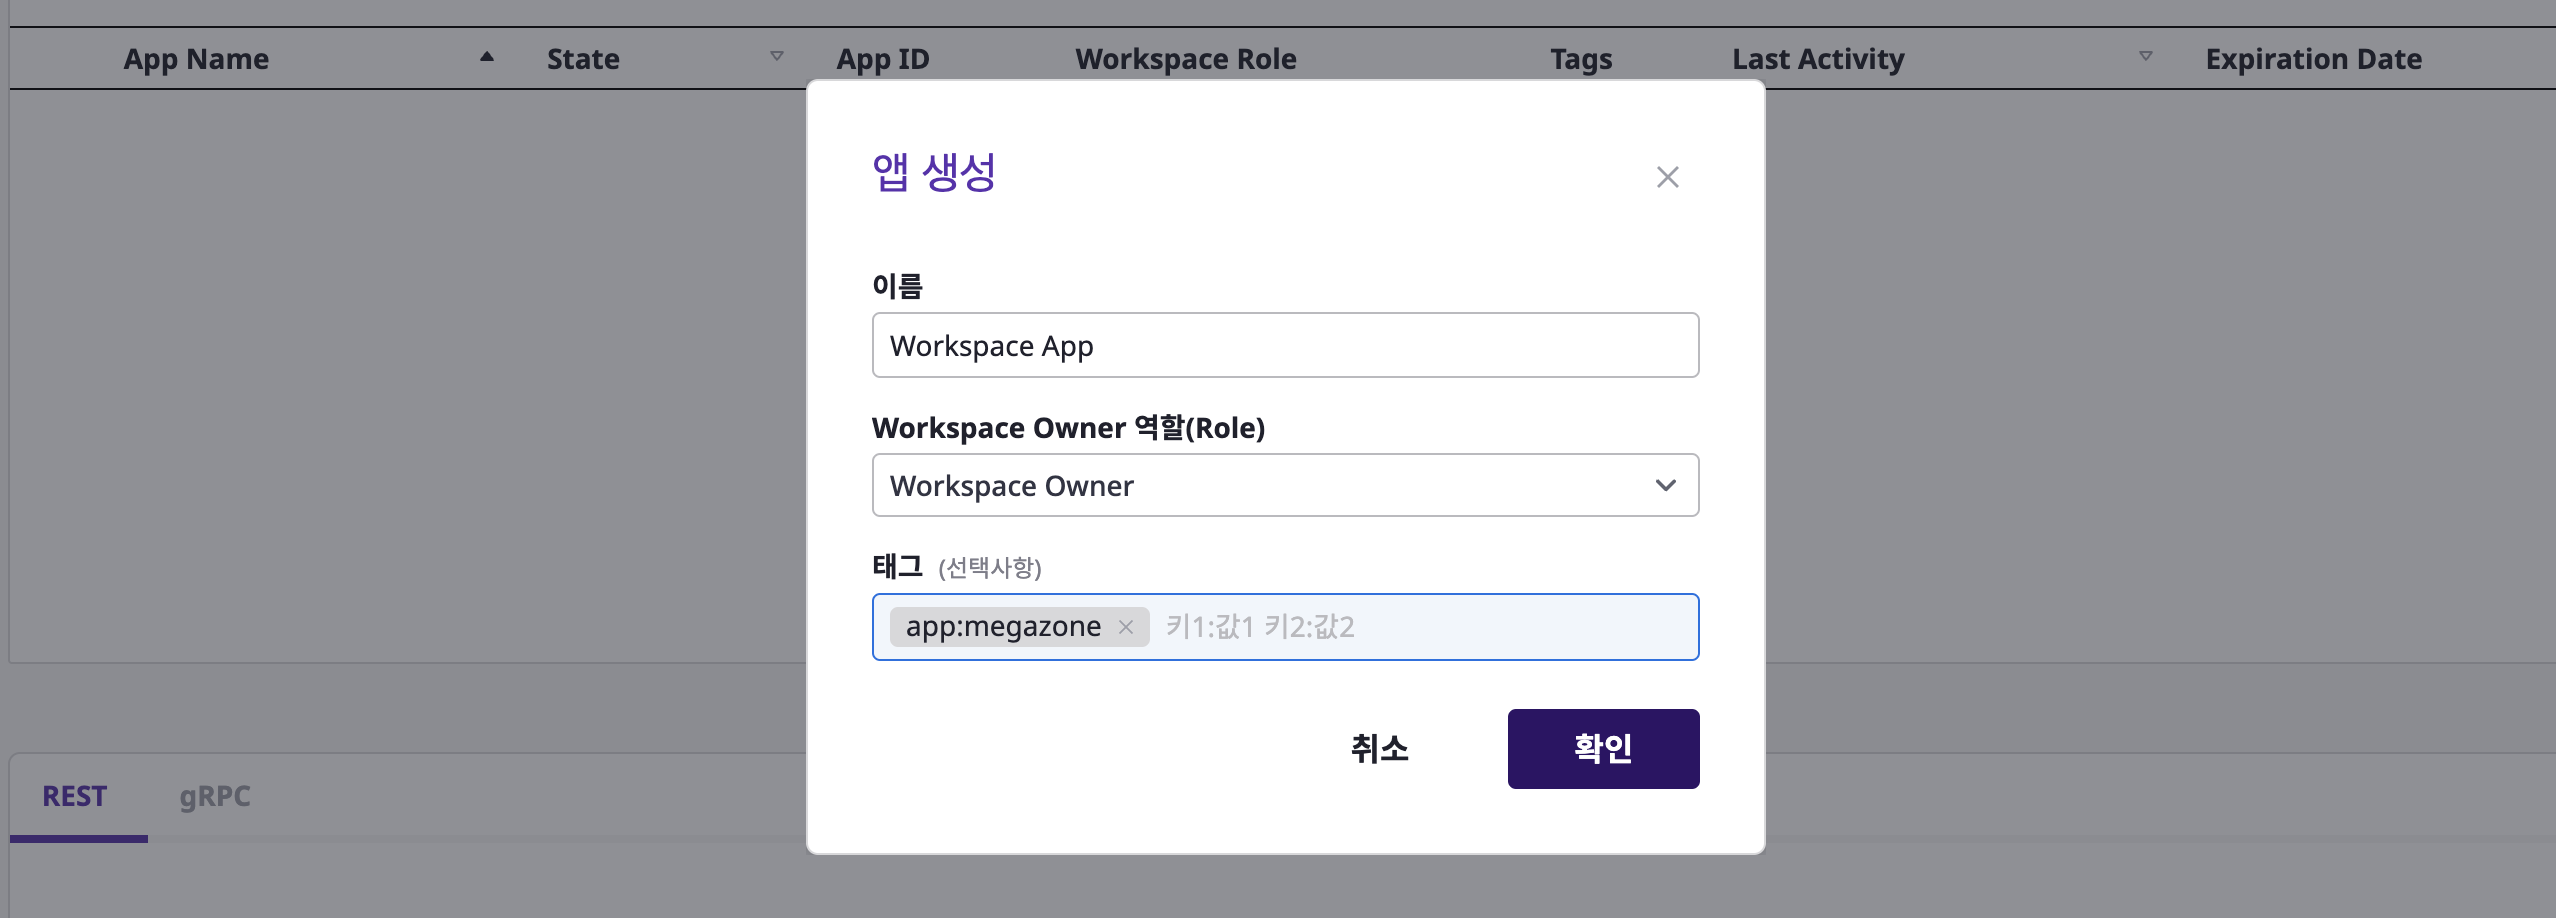 App Name State App ID Workspace Role Tags Last Activity Expiration Date
앱 생성
이름
Workspace App
Workspace Owner 역할(Role)
Workspace Owner
태그 (선택사항)
app:megazone 키1:값1 키2:값2
취소 확인
REST gRPC